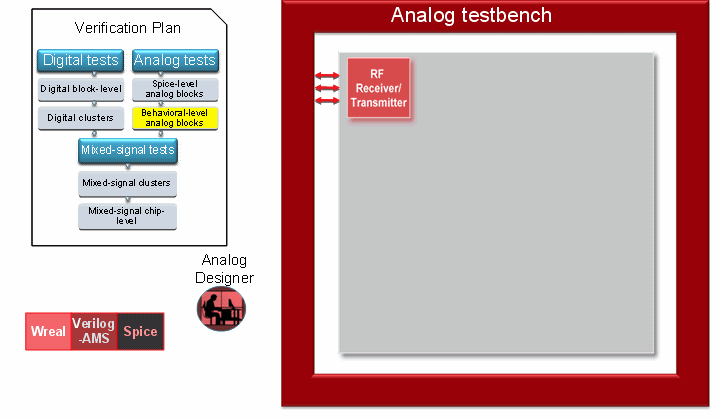 Verification Plan
Digital tests
Analog tests
Digital block-level
Spice-level
analog blocks
Digital clusters
Behavioral-level
analog blocks
Mixed-signal tests
Mixed-signal clusters
Mixed-signal chip-
level
Analog
Designer
Wreal
Verilog
-AMS
Spice
Analog testbench
RF
Receiver/
Transmitter